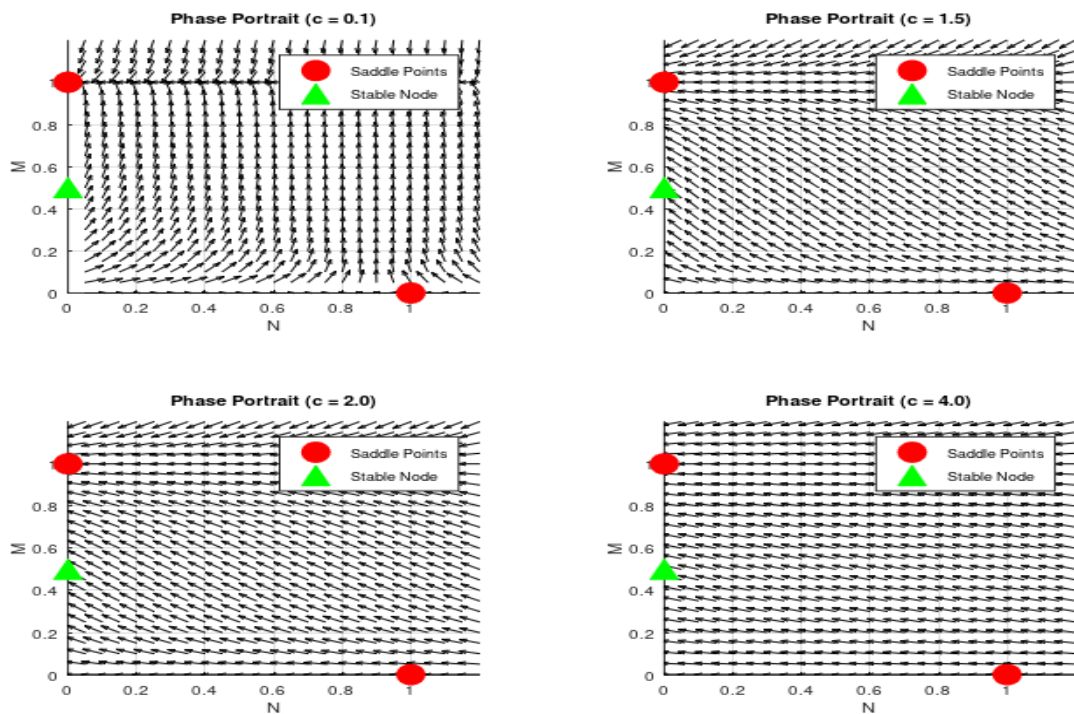 Phase Portrait (c = 0.1)
Saddle Points
Stable Node
1
0.8
0.6
0.4
0.2
0
M
0
0.2
0.4
0.6
0.8
1
N
Phase Portrait (c = 1.5)
Saddle Points
Stable Node
1
0.8
0.6
0.4
0.2
0
M
0
0.2
0.4
0.6
0.8
1
N
Phase Portrait (c = 2.0)
Saddle Points
Stable Node
1
0.8
0.6
0.4
0.2
0
M
0
0.2
0.4
0.6
0.8
1
N
Phase Portrait (c = 4.0)
Saddle Points
Stable Node
1
0.8
0.6
0.4
0.2
0
M
0
0.2
0.4
0.6
0.8
1
N